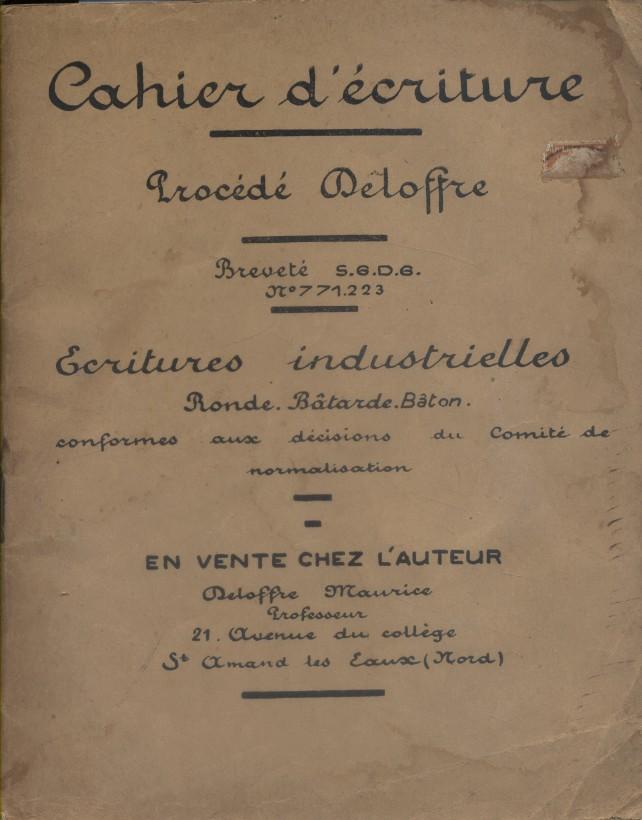 Cahier d'écriture
Procédé Deloffre
Breveté S.G.D.G.
N° 771.223
Ecritures industrielles
Ronde. Bâtarde. Bâton.
conformes aux décisions du Comité de
normalisation
EN VENTE CHEZ L'AUTEUR
Deloffre Maurice
Professeur
21. Avenue du collège
St Amand les Eaux (Nord)